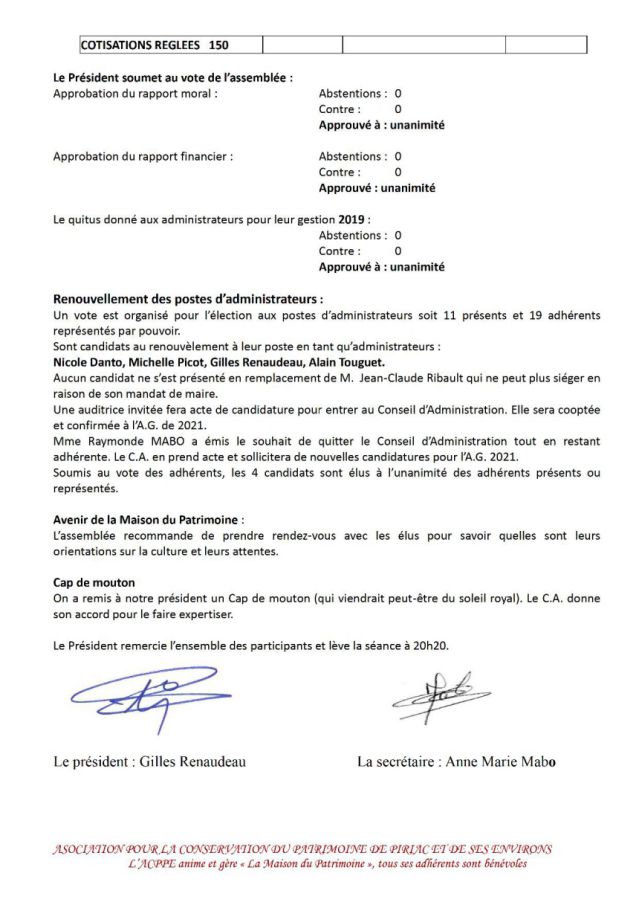 COTISATIONS REGLEES 150
Le Président soumet au vote de l'assemblée :
Approbation du rapport moral : Abstentions : 0
Contre : 0
Approuvé à : unanimité
Approbation du rapport financier : Abstentions : 0
Contre : 0
Approuvé : unanimité
Le quitus donné aux administrateurs pour leur gestion 2019 :
Abstentions : 0
Contre : 0
Approuvé à : unanimité
Renouvellement des postes d'administrateurs :
Un vote est organisé pour l'élection aux postes d'administrateurs soit 11 présents et 19 adhérents
représentés par pouvoir.
Sont candidats au renouvèlement à leur poste en tant qu'administrateurs :
Nicole Danto, Michelle Picot, Gilles Renaudeau, Alain Touguet.
Aucun candidat ne s'est présenté en remplacement de M. Jean-Claude Ribault qui ne peut plus siéger en
raison de son mandat de maire.
Une auditrice invitée fera acte de candidature pour entrer au Conseil d'Administration. Elle sera cooptée
et confirmée à l'A.G. de 2021.
Mme Raymonde MABO a émis le souhait de quitter le Conseil d'Administration tout en restant
adhérente. Le C.A. en prend acte et sollicitera de nouvelles candidatures pour l'A.G. 2021.
Soumis au vote des adhérents, les 4 candidats sont élus à l'unanimité des adhérents présents ou
représentés.
Avenir de la Maison du Patrimoine :
L'assemblée recommande de prendre rendez-vous avec les élus pour savoir quelles sont leurs
orientations sur la culture et leurs attentes.
Cap de mouton
On a remis à notre président un Cap de mouton (qui viendrait peut-être du soleil royal). Le C.A. donne
son accord pour le faire expertiser.
Le Président remercie l'ensemble des participants et lève la séance à 20h20.
Le président : Gilles Renaudeau La secrétaire : Anne Marie Mabo
ASOCIATION POUR LA CONSERVATION DU PATRIMOINE DE PIRIAC ET DE SES ENVIRONS
L'ACPPE anime et gère « La Maison du Patrimoine », tous ses adhérents sont bénévoles